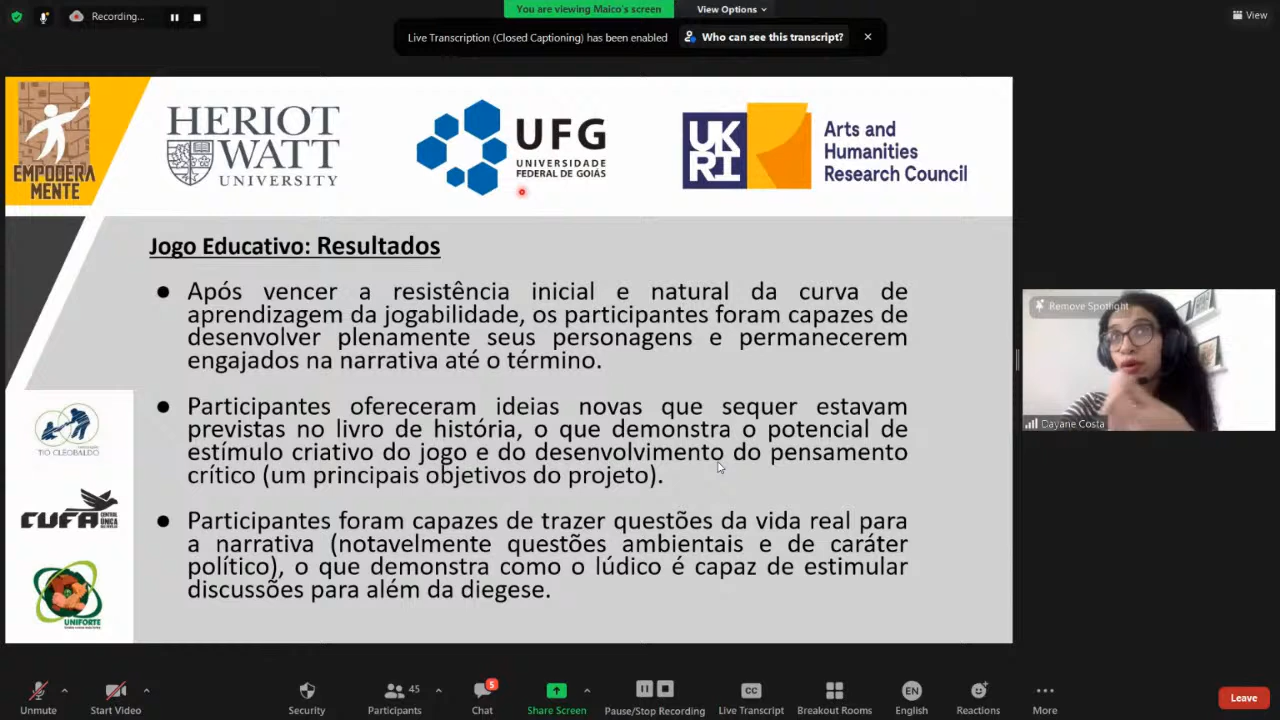 Recording...
You are viewing Maico's screen
View Options
View
Live Transcription (Closed Captioning) has been enabled
Who can see this transcript?
EMPODERA
MENTE
HERIOT
WATT
UNIVERSITY
UFG
UNIVERSIDADE
FEDERAL DE GOIÁS
UK
RI
Arts and
Humanities
Research Council
Jogo Educativo: Resultados
● Após vencer a resistência inicial e natural da curva de
aprendizagem da jogabilidade, os participantes foram capazes de
desenvolver plenamente seus personagens e permanecerem
engajados na narrativa até o término.
● Participantes ofereceram ideias novas que sequer estavam
previstas no livro de história, o que demonstra o potencial de
estímulo criativo do jogo e do desenvolvimento do pensamento
crítico (um principais objetivos do projeto).
● Participantes foram capazes de trazer questões da vida real para
a narrativa (notavelmente questões ambientais e de caráter
político), o que demonstra como o lúdico é capaz de estimular
discussões para além da diegese.
TIO CLEOBALDO
CUFA
UNIFORTE
Remove Spotlight
Dayane Costa
Unmute
Start Video
Security
45
Participants
5
Chat
Share Screen
Pause/Stop Recording
CC
Live Transcript
Breakout Rooms
EN
English
Reactions
More
Leave